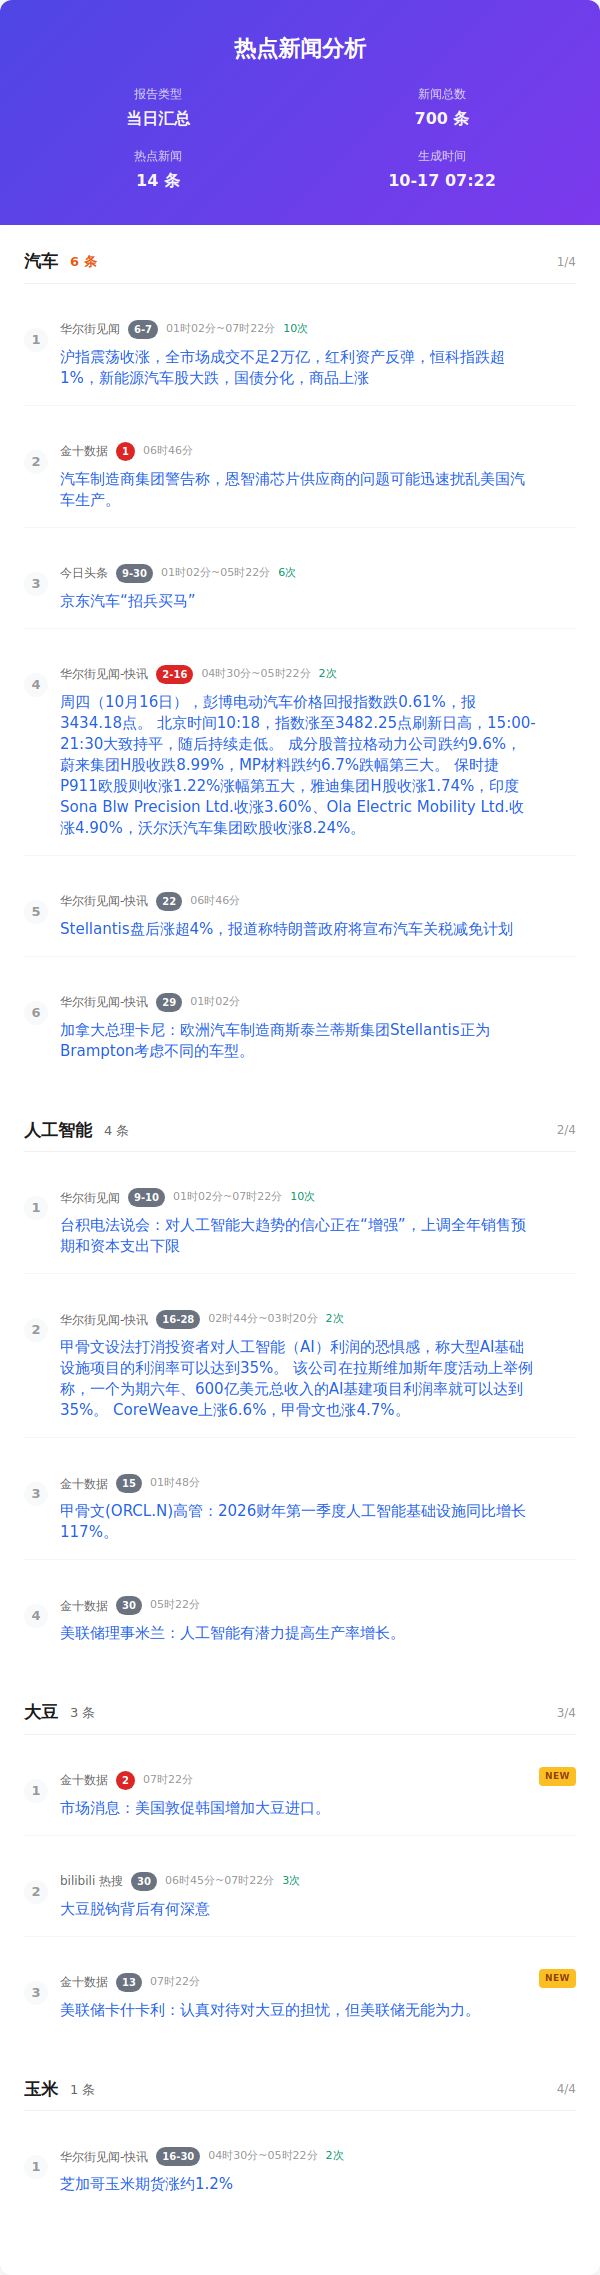 热点新闻分析
报告类型
新闻总数
当日汇总
700 条
热点新闻
生成时间
14 条
10-17 07:22
汽车 6 条 1/4
1
华尔街见闻 6-7 01时02分~07时22分 10次
沪指震荡收涨，全市场成交不足2万亿，红利资产反弹，恒科指跌超
1%，新能源汽车股大跌，国债分化，商品上涨
2
金十数据 1 06时46分
汽车制造商集团警告称，恩智浦芯片供应商的问题可能迅速扰乱美国汽
车生产。
3
今日头条 9-30 01时02分~05时22分 6次
京东汽车“招兵买马”
4
华尔街见闻-快讯 2-16 04时30分~05时22分 2次
周四（10月16日），彭博电动汽车价格回报指数跌0.61%，报
3434.18点。 北京时间10:18，指数涨至3482.25点刷新日高，15:00-
21:30大致持平，随后持续走低。 成分股普拉格动力公司跌约9.6%，
蔚来集团H股收跌8.99%，MP材料跌约6.7%跌幅第三大。 保时捷
P911欧股则收涨1.22%涨幅第五大，雅迪集团H股收涨1.74%，印度
Sona Blw Precision Ltd.收涨3.60%、Ola Electric Mobility Ltd.收
涨4.90%，沃尔沃汽车集团欧股收涨8.24%。
5
华尔街见闻-快讯 22 06时46分
Stellantis盘后涨超4%，报道称特朗普政府将宣布汽车关税减免计划
6
华尔街见闻-快讯 29 01时02分
加拿大总理卡尼：欧洲汽车制造商斯泰兰蒂斯集团Stellantis正为
Brampton考虑不同的车型。
人工智能 4 条 2/4
1
华尔街见闻 9-10 01时02分~07时22分 10次
台积电法说会：对人工智能大趋势的信心正在“增强”，上调全年销售预
期和资本支出下限
2
华尔街见闻-快讯 16-28 02时44分~03时20分 2次
甲骨文设法打消投资者对人工智能（AI）利润的恐惧感，称大型AI基础
设施项目的利润率可以达到35%。 该公司在拉斯维加斯年度活动上举例
称，一个为期六年、600亿美元总收入的AI基建项目利润率就可以达到
35%。 CoreWeave上涨6.6%，甲骨文也涨4.7%。
3
金十数据 15 01时48分
甲骨文(ORCL.N)高管：2026财年第一季度人工智能基础设施同比增长
117%。
4
金十数据 30 05时22分
美联储理事米兰：人工智能有潜力提高生产率增长。
大豆 3 条 3/4
1
金十数据 2 07时22分 NEW
市场消息：美国敦促韩国增加大豆进口。
2
bilibili 热搜 30 06时45分~07时22分 3次
大豆脱钩背后有何深意
3
金十数据 13 07时22分 NEW
美联储卡什卡利：认真对待对大豆的担忧，但美联储无能为力。
玉米 1 条 4/4
1
华尔街见闻-快讯 16-30 04时30分~05时22分 2次
芝加哥玉米期货涨约1.2%